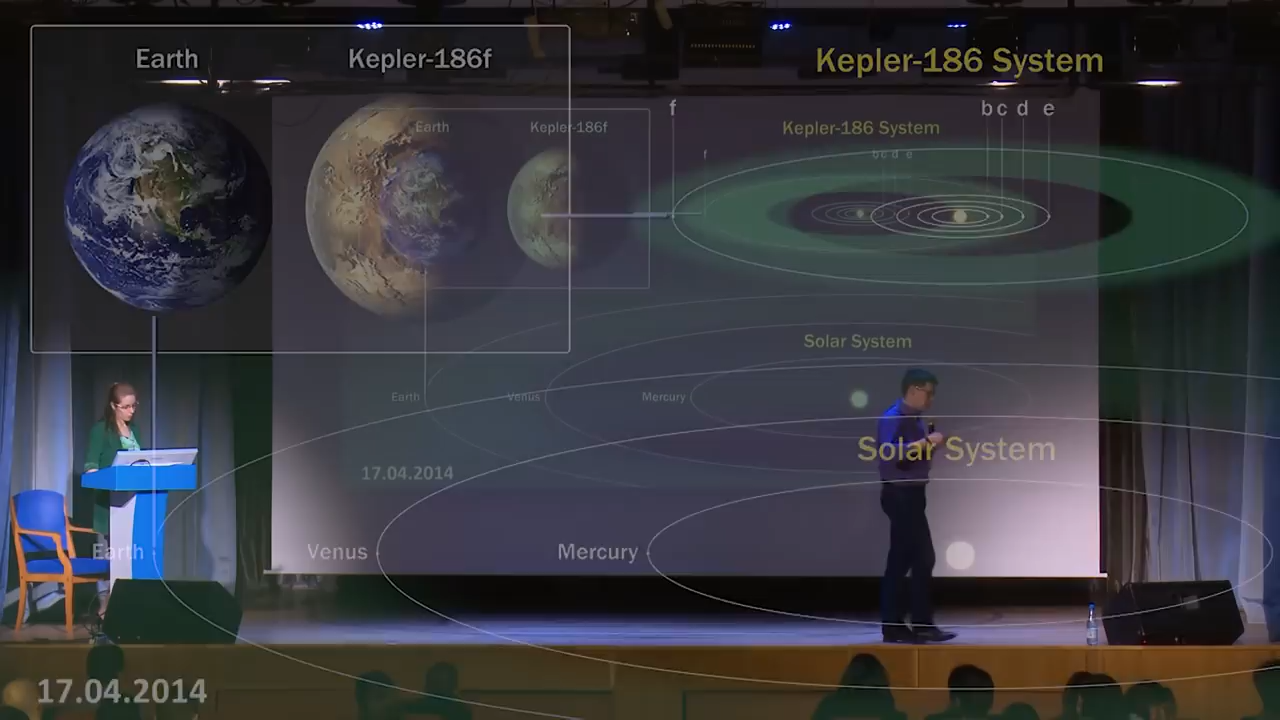 Earth Kepler-186f
Kepler-186 System
f b c d e
Earth Kepler-186f
Kepler-186 System
f b c d e
Solar System
Earth Venus Mercury
Solar System
17.04.2014
Earth Venus Mercury
17.04.2014